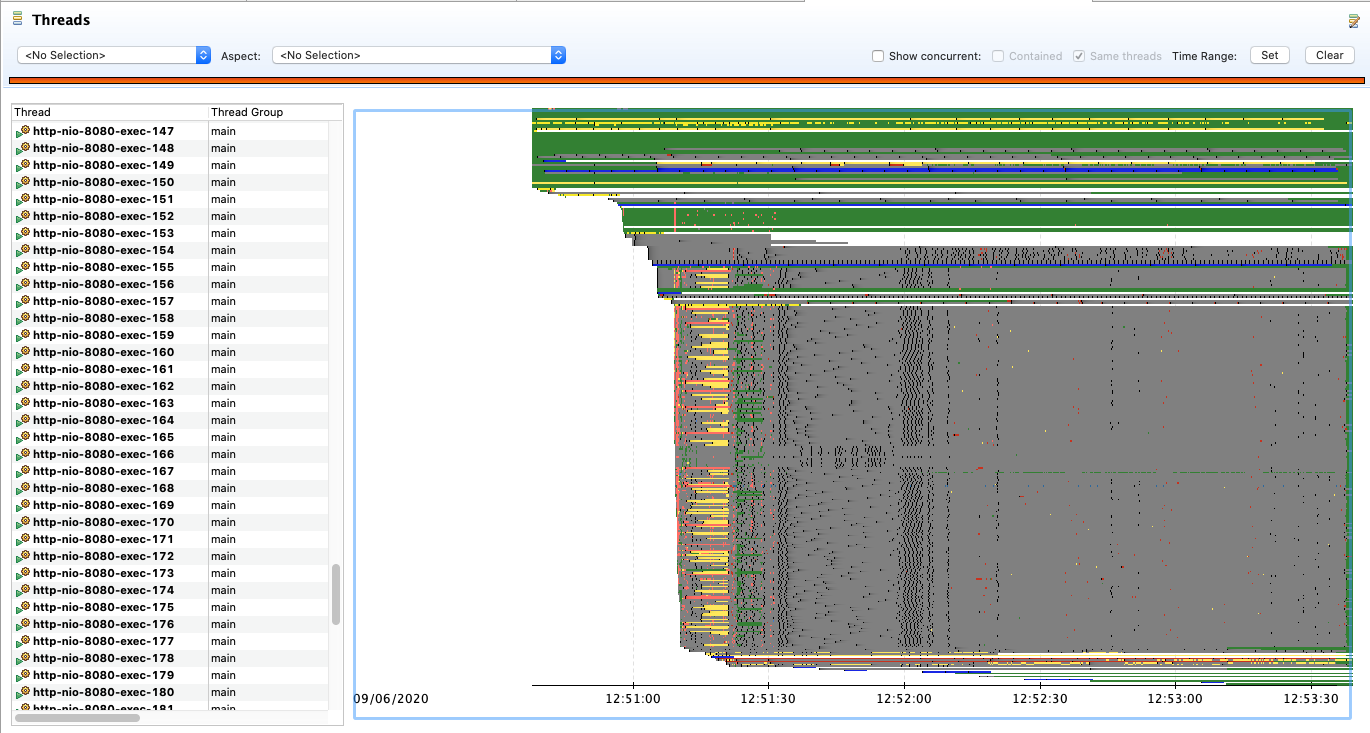 Threads
<No Selection> Aspect: <No Selection> Show concurrent: Contained Same threads Time Range: Set Clear
Thread Thread Group
http-nio-8080-exec-147 main
http-nio-8080-exec-148 main
http-nio-8080-exec-149 main
http-nio-8080-exec-150 main
http-nio-8080-exec-151 main
http-nio-8080-exec-152 main
http-nio-8080-exec-153 main
http-nio-8080-exec-154 main
http-nio-8080-exec-155 main
http-nio-8080-exec-156 main
http-nio-8080-exec-157 main
http-nio-8080-exec-158 main
http-nio-8080-exec-159 main
http-nio-8080-exec-160 main
http-nio-8080-exec-161 main
http-nio-8080-exec-162 main
http-nio-8080-exec-163 main
http-nio-8080-exec-164 main
http-nio-8080-exec-165 main
http-nio-8080-exec-166 main
http-nio-8080-exec-167 main
http-nio-8080-exec-168 main
http-nio-8080-exec-169 main
http-nio-8080-exec-170 main
http-nio-8080-exec-171 main
http-nio-8080-exec-172 main
http-nio-8080-exec-173 main
http-nio-8080-exec-174 main
http-nio-8080-exec-175 main
http-nio-8080-exec-176 main
http-nio-8080-exec-177 main
http-nio-8080-exec-178 main
http-nio-8080-exec-179 main
http-nio-8080-exec-180 main
http-nio-8080-exec-181 main
09/06/2020 12:51:00 12:51:30 12:52:00 12:52:30 12:53:00 12:53:30